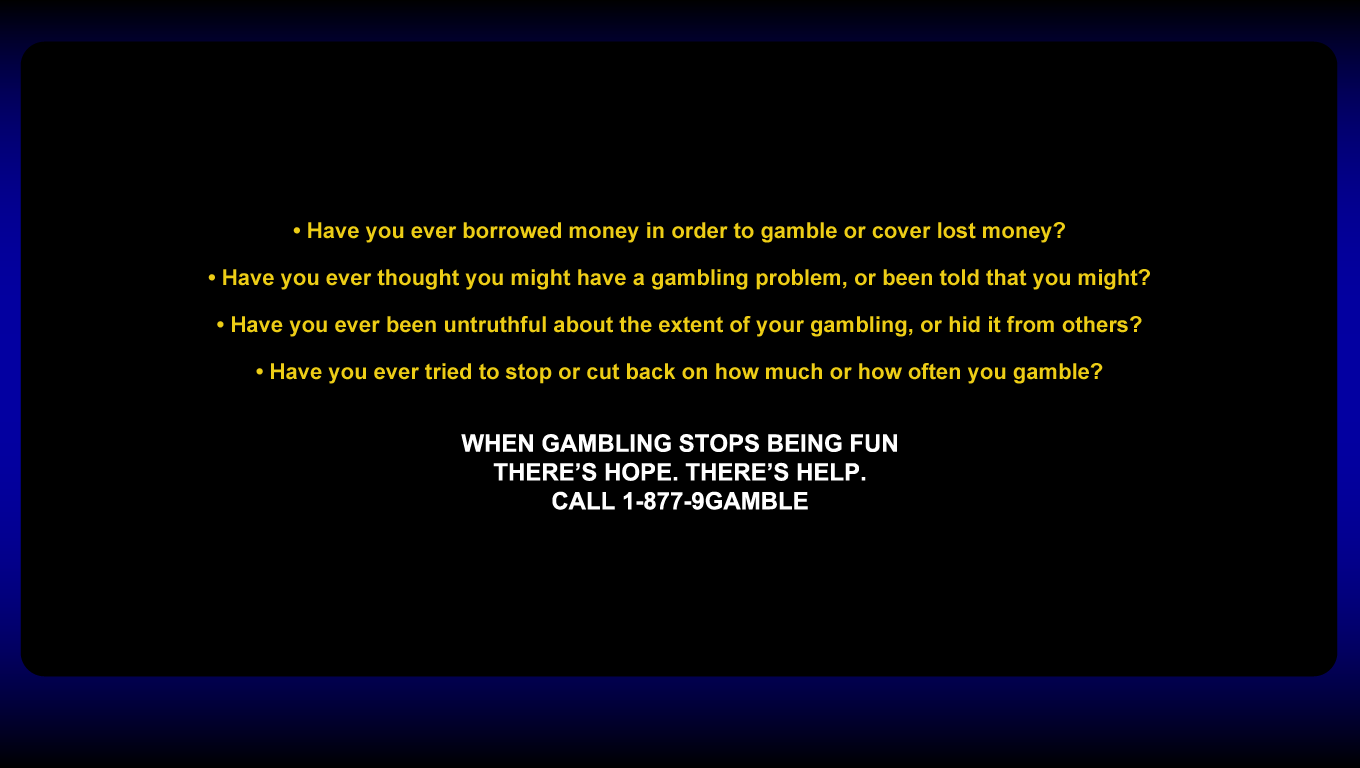 • Have you ever borrowed money in order to gamble or cover lost money?
• Have you ever thought you might have a gambling problem, or been told that you might?
• Have you ever been untruthful about the extent of your gambling, or hid it from others?
• Have you ever tried to stop or cut back on how much or how often you gamble?
WHEN GAMBLING STOPS BEING FUN
THERE’S HOPE. THERE’S HELP.
CALL 1-877-9GAMBLE